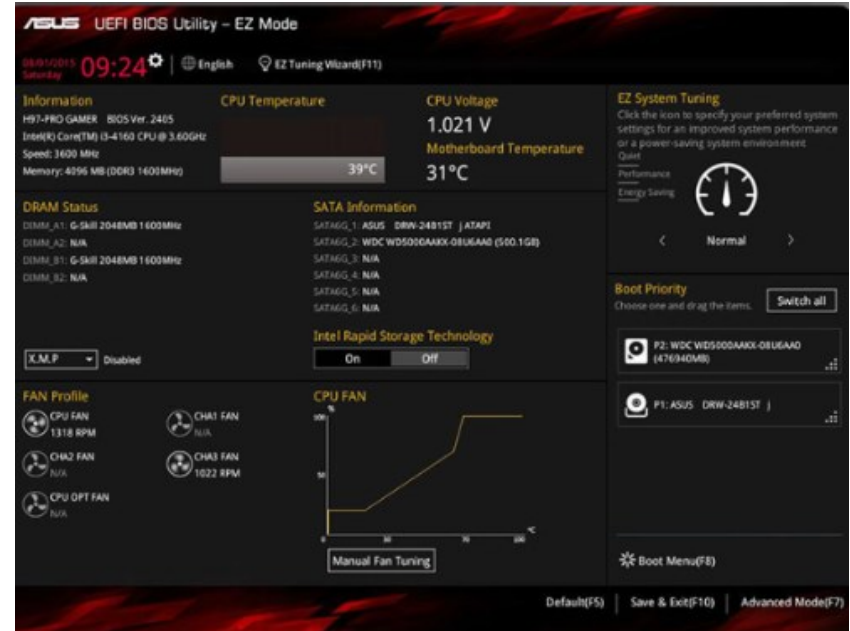 ASUS UEFI BIOS Utility – EZ Mode
08/01/2015
Saturday
09:24
English
EZ Tuning Wizard(F11)
Information
H97-PRO GAMER BIOS Ver. 2405
Intel(R) Core(TM) i3-4160 CPU @ 3.60GHz
Speed: 3600 MHz
Memory: 4096 MB (DDR3 1600MHz)
CPU Temperature
39°C
CPU Voltage
1.021 V
Motherboard Temperature
31°C
EZ System Tuning
Click the icon to specify your preferred system
settings for an improved system performance
or a power-saving system environment
Quiet
Performance
Energy Saving
Normal
DRAM Status
DIMM_A1: G-Skill 2048MB 1600MHz
DIMM_A2: N/A
DIMM_B1: G-Skill 2048MB 1600MHz
DIMM_B2: N/A
X.M.P Disabled
SATA Information
SATA6G_1: ASUS DRW-24B1ST j ATAPI
SATA6G_2: WDC WD5000AAKX-08U6AA0 (500.1GB)
SATA6G_3: N/A
SATA6G_4: N/A
SATA6G_5: N/A
SATA6G_6: N/A
Intel Rapid Storage Technology
On Off
Boot Priority
Choose one and drag the items.
Switch all
P2: WDC WD5000AAKX-08U6AA0
(476940MB)
P1: ASUS DRW-24B1ST j
FAN Profile
CPU FAN
1318 RPM
CHA1 FAN
N/A
CHA2 FAN
N/A
CHA3 FAN
1022 RPM
CPU OPT FAN
N/A
CPU FAN
%
100
50
0 30 70 100
°C
Manual Fan Tuning
Boot Menu(F8)
Default(F5)
Save & Exit(F10)
Advanced Mode(F7)